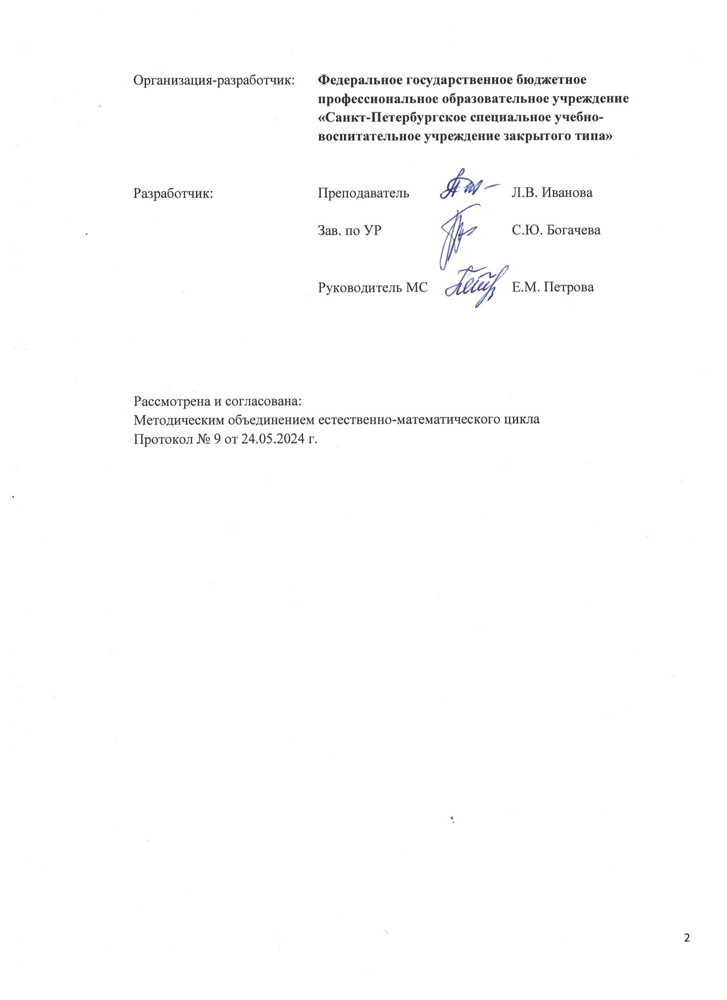 Организация-разработчик: Федеральное государственное бюджетное
профессиональное образовательное учреждение
«Санкт-Петербургское специальное учебно-
воспитательное учреждение закрытого типа»
Разработчик: Преподаватель Л.В. Иванова
Зав. по УР С.Ю. Богачева
Руководитель МС Е.М. Петрова
Рассмотрена и согласована:
Методическим объединением естественно-математического цикла
Протокол № 9 от 24.05.2024 г.
2